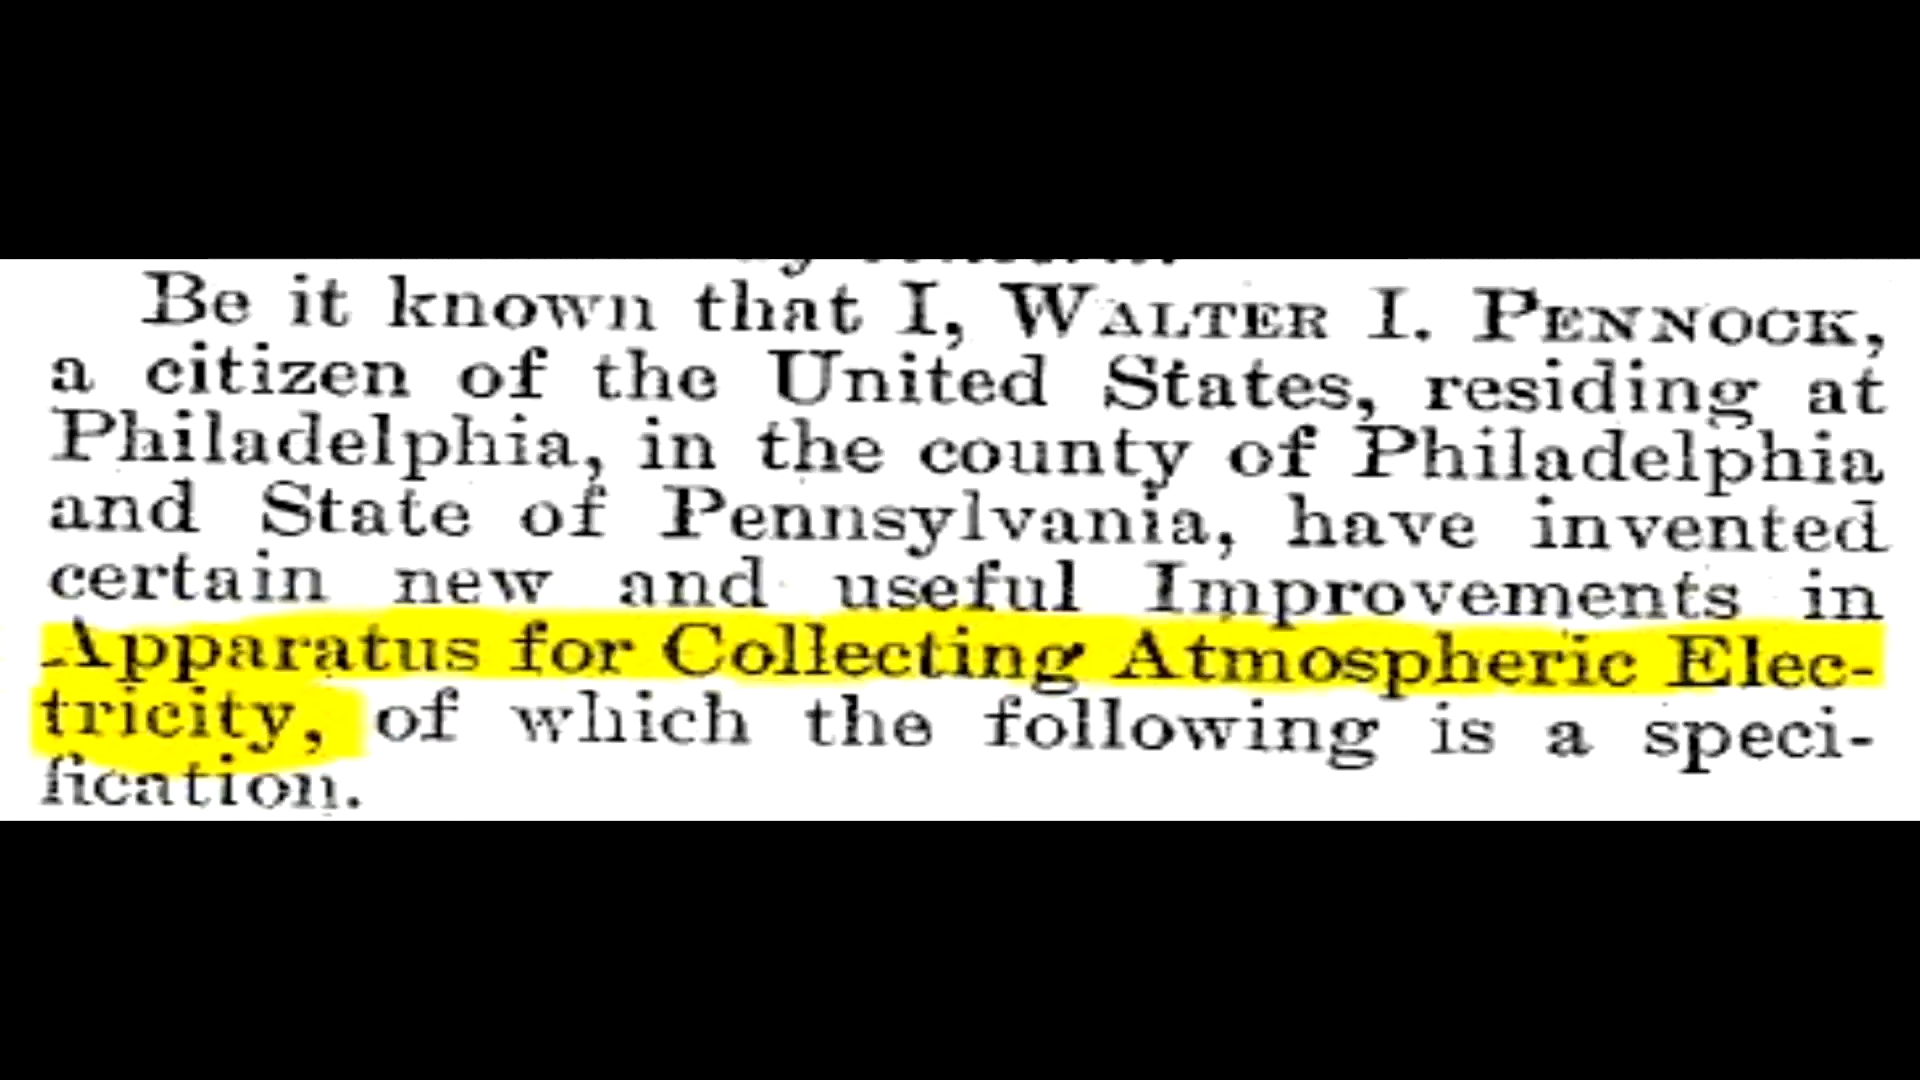 Be it known that I, WALTER I. PENNOCK,
a citizen of the United States, residing at
Philadelphia, in the county of Philadelphia
and State of Pennsylvania, have invented
certain new and useful Improvements in
Apparatus for Collecting Atmospheric Elec-
tricity, of which the following is a speci-
fication.